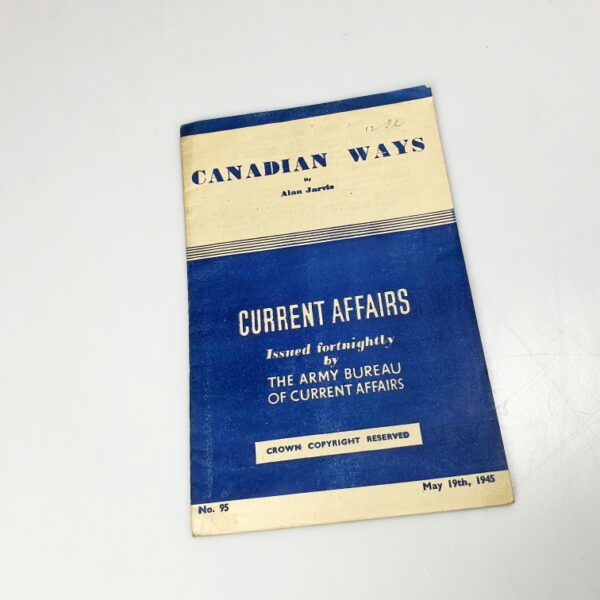 CANADIAN WAYS
By
Alan Jarvis
CURRENT AFFAIRS
Issued fortnightly
by
THE ARMY BUREAU
OF CURRENT AFFAIRS
CROWN COPYRIGHT RESERVED
No. 95
May 19th, 1945